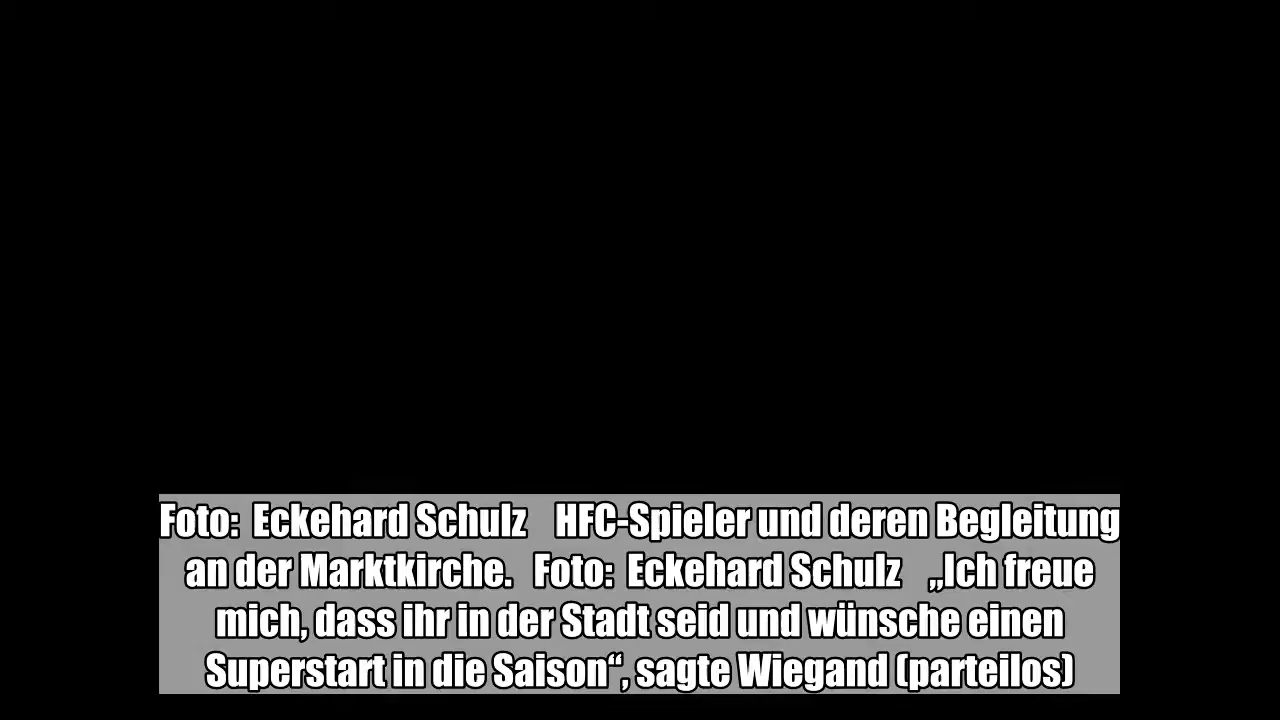 Foto: Eckehard Schulz HFC-Spieler und deren Begleitung
an der Marktkirche. Foto: Eckehard Schulz „Ich freue
mich, dass ihr in der Stadt seid und wünsche einen
Superstart in die Saison“, sagte Wiegand (parteilos)